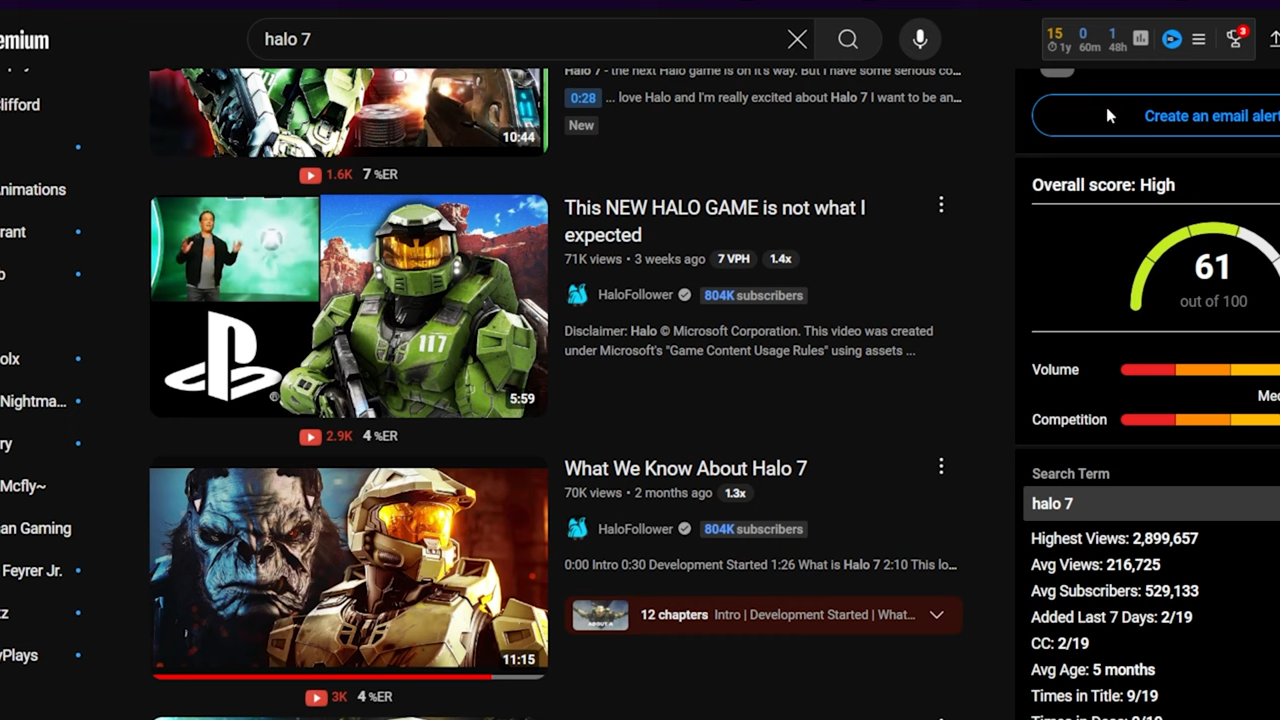 emium
halo 7
15 0 1
1y 60m 48h
3
lifford
nimations
rant
o
olx
Nightma...
ry
Mcfly~
an Gaming
Feyrer Jr.
zz
Plays
10:44
1.6K 7 %ER
Halo 7 - the next Halo game is on it's way. But I have some serious co...
0:28 ... love Halo and I'm really excited about Halo 7 I want to be an...
New
117
5:59
2.9K 4 %ER
This NEW HALO GAME is not what I
expected
71K views • 3 weeks ago 7 VPH 1.4x
HaloFollower 804K subscribers
Disclaimer: Halo © Microsoft Corporation. This video was created
under Microsoft's "Game Content Usage Rules" using assets ...
11:15
3K 4 %ER
What We Know About Halo 7
70K views • 2 months ago 1.3x
HaloFollower 804K subscribers
0:00 Intro 0:30 Development Started 1:26 What is Halo 7 2:10 This lo...
12 chapters Intro | Development Started | What...
Create an email alert
Overall score: High
61
out of 100
Volume
Med
Competition
Search Term
halo 7
Highest Views: 2,899,657
Avg Views: 216,725
Avg Subscribers: 529,133
Added Last 7 Days: 2/19
CC: 2/19
Avg Age: 5 months
Times in Title: 9/19